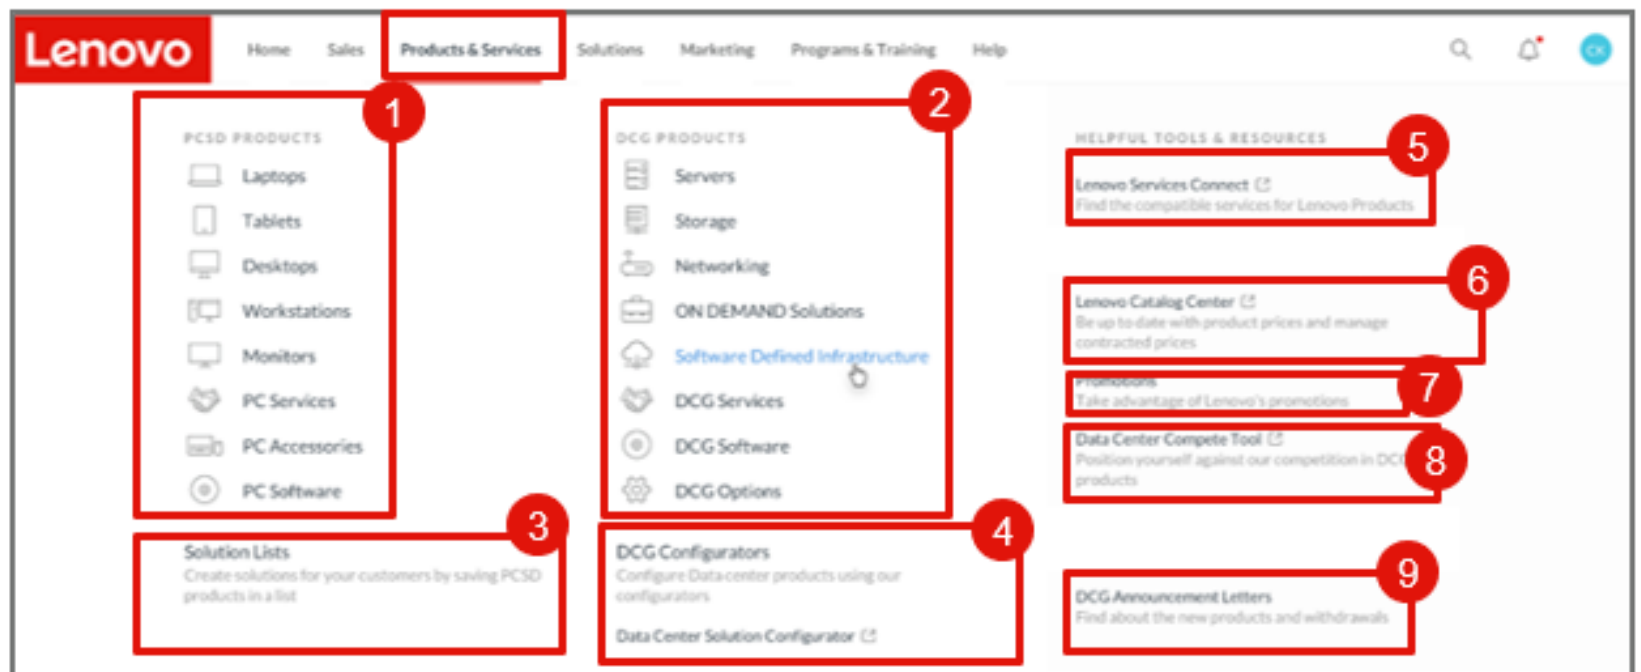 Lenovo
Home Sales Products & Services Solutions Marketing Programs & Training Help
CK
1
PCSD PRODUCTS
Laptops
Tablets
Desktops
Workstations
Monitors
PC Services
PC Accessories
PC Software
3
Solution Lists
Create solutions for your customers by saving PCSD
products in a list
2
DCG PRODUCTS
Servers
Storage
Networking
ON DEMAND Solutions
Software Defined Infrastructure
DCG Services
DCG Software
DCG Options
4
DCG Configurators
Configure Data center products using our
configurators
Data Center Solution Configurator
HELPFUL TOOLS & RESOURCES
5
Lenovo Services Connect
Find the compatible services for Lenovo Products
6
Lenovo Catalog Center
Be up to date with product prices and manage
contracted prices
7
Promotions
Take advantage of Lenovo's promotions
8
Data Center Compete Tool
Position yourself against our competition in DCG
products
9
DCG Announcement Letters
Find about the new products and withdrawals